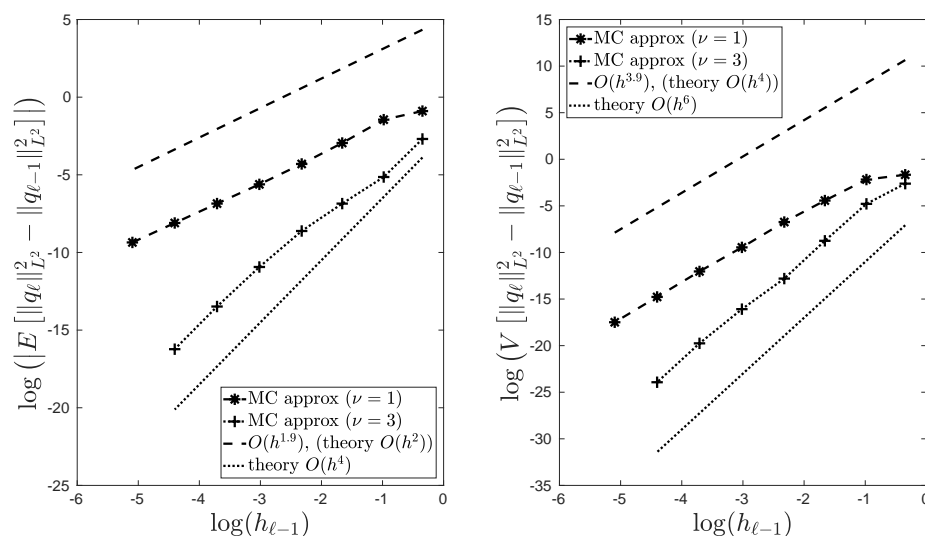 5
0
-5
-10
-15
-20
-25
log (|E [‖q_ℓ‖²_{L²} − ‖q_{ℓ−1}‖²_{L²}]|)
MC approx (ν = 1)
MC approx (ν = 3)
O(h^{1.9}), (theory O(h²))
theory O(h⁴)
-6 -5 -4 -3 -2 -1 0
log(h_{ℓ−1})
15
10
5
0
-5
-10
-15
-20
-25
-30
-35
log (V [‖q_ℓ‖²_{L²} − ‖q_{ℓ−1}‖²_{L²}])
MC approx (ν = 1)
MC approx (ν = 3)
O(h^{3.9}), (theory O(h⁴))
theory O(h⁶)
-6 -5 -4 -3 -2 -1 0
log(h_{ℓ−1})